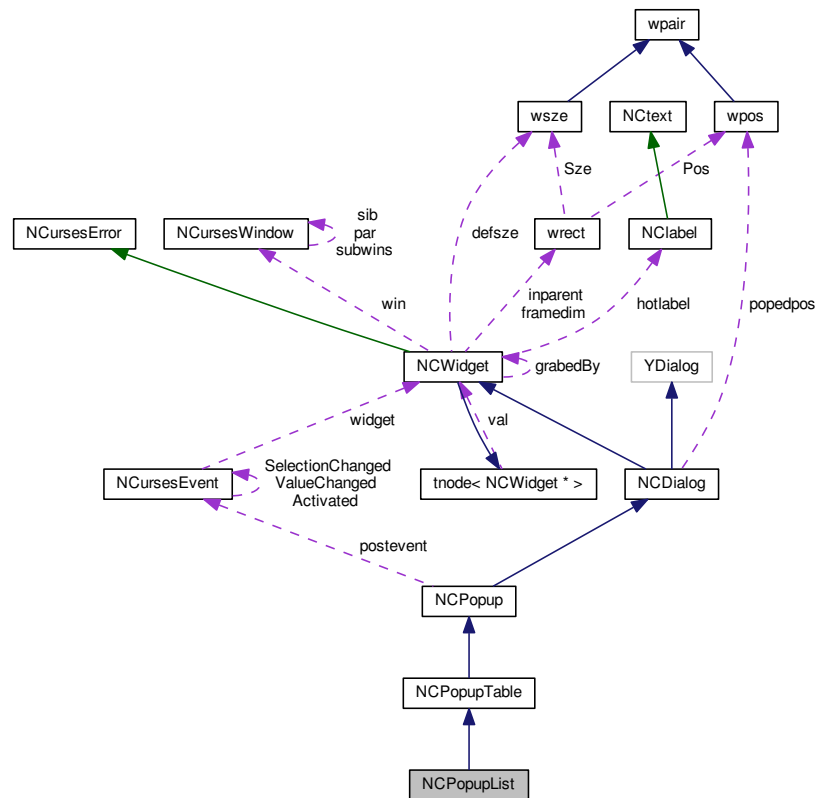 wpair
wsze
NCtext
wpos
Sze
Pos
NCursesError
NCursesWindow
sib
par
subwins
defsze
wrect
NClabel
win
inparent
framedim
hotlabel
popedpos
NCWidget
grabedBy
YDialog
widget
val
NCursesEvent
SelectionChanged
ValueChanged
Activated
tnode< NCWidget * >
NCDialog
postevent
NCPopup
NCPopupTable
NCPopupList